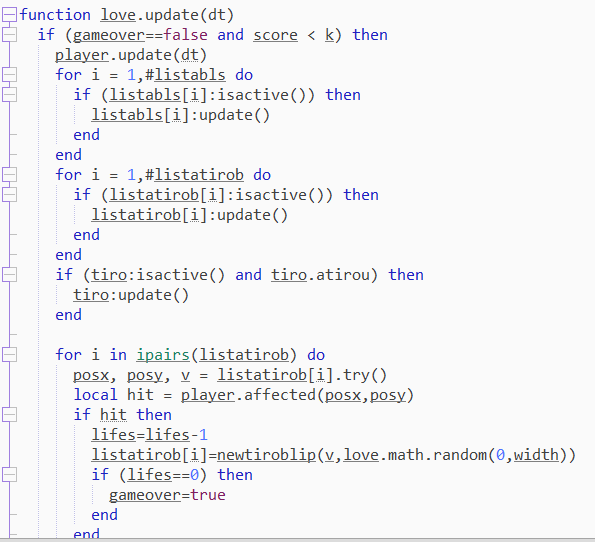 function love.update(dt)
if (gameover==false and score < k) then
player.update(dt)
for i = 1,#listabls do
if (listabls[i]:isactive()) then
listabls[i]:update()
end
end
for i = 1,#listatirob do
if (listatirob[i]:isactive()) then
listatirob[i]:update()
end
end
if (tiro:isactive() and tiro.atirou) then
tiro:update()
end
for i in ipairs(listatirob) do
posx, posy, v = listatirob[i].try()
local hit = player.affected(posx,posy)
if hit then
lifes=lifes-1
listatirob[i]=newtiroblip(v,love.math.random(0,width))
if (lifes==0) then
gameover=true
end
end